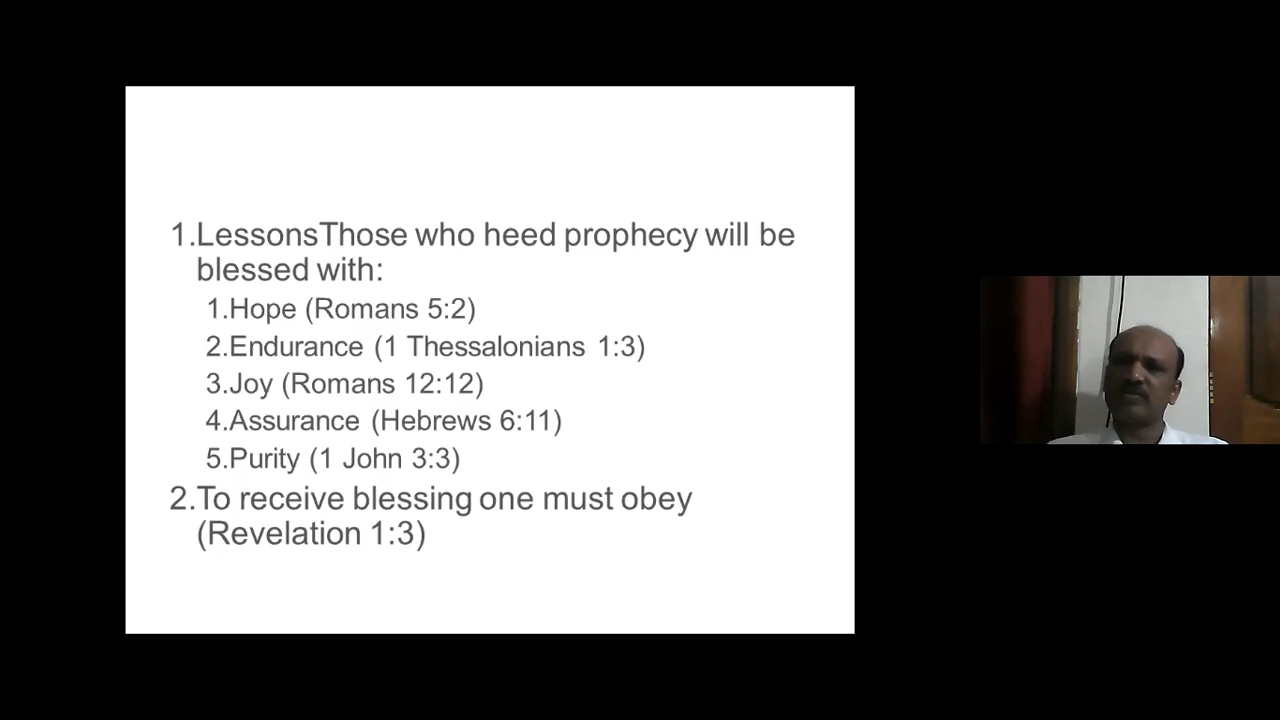 1.LessonsThose who heed prophecy will be
blessed with:
1.Hope (Romans 5:2)
2.Endurance (1 Thessalonians 1:3)
3.Joy (Romans 12:12)
4.Assurance (Hebrews 6:11)
5.Purity (1 John 3:3)
2.To receive blessing one must obey
(Revelation 1:3)